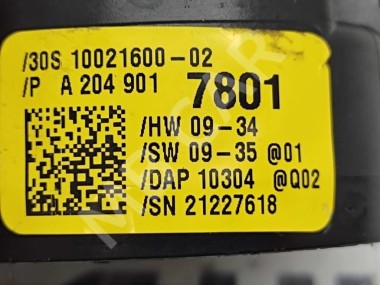 /30S 10021600-02
/P A 204 901 7801
/HW 09-34
/SW 09-35 @01
/DAP 10304 @Q02
/SN 21227618